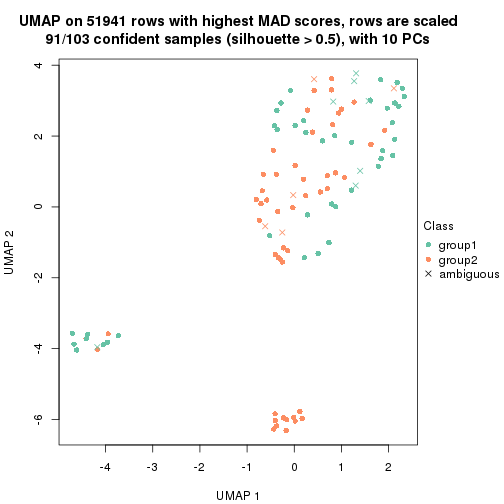 UMAP on 51941 rows with highest MAD scores, rows are scaled
91/103 confident samples (silhouette > 0.5), with 10 PCs
4
2
0
-2
-4
-6
UMAP 2
-4
-3
-2
-1
0
1
2
UMAP 1
Class
group1
group2
ambiguous